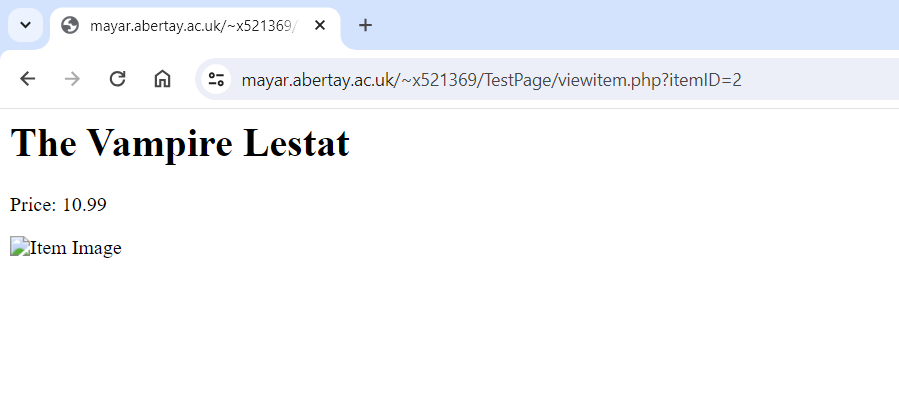 mayar.abertay.ac.uk/~x521369/
mayar.abertay.ac.uk/~x521369/TestPage/viewitem.php?itemID=2
The Vampire Lestat
Price: 10.99
Item Image